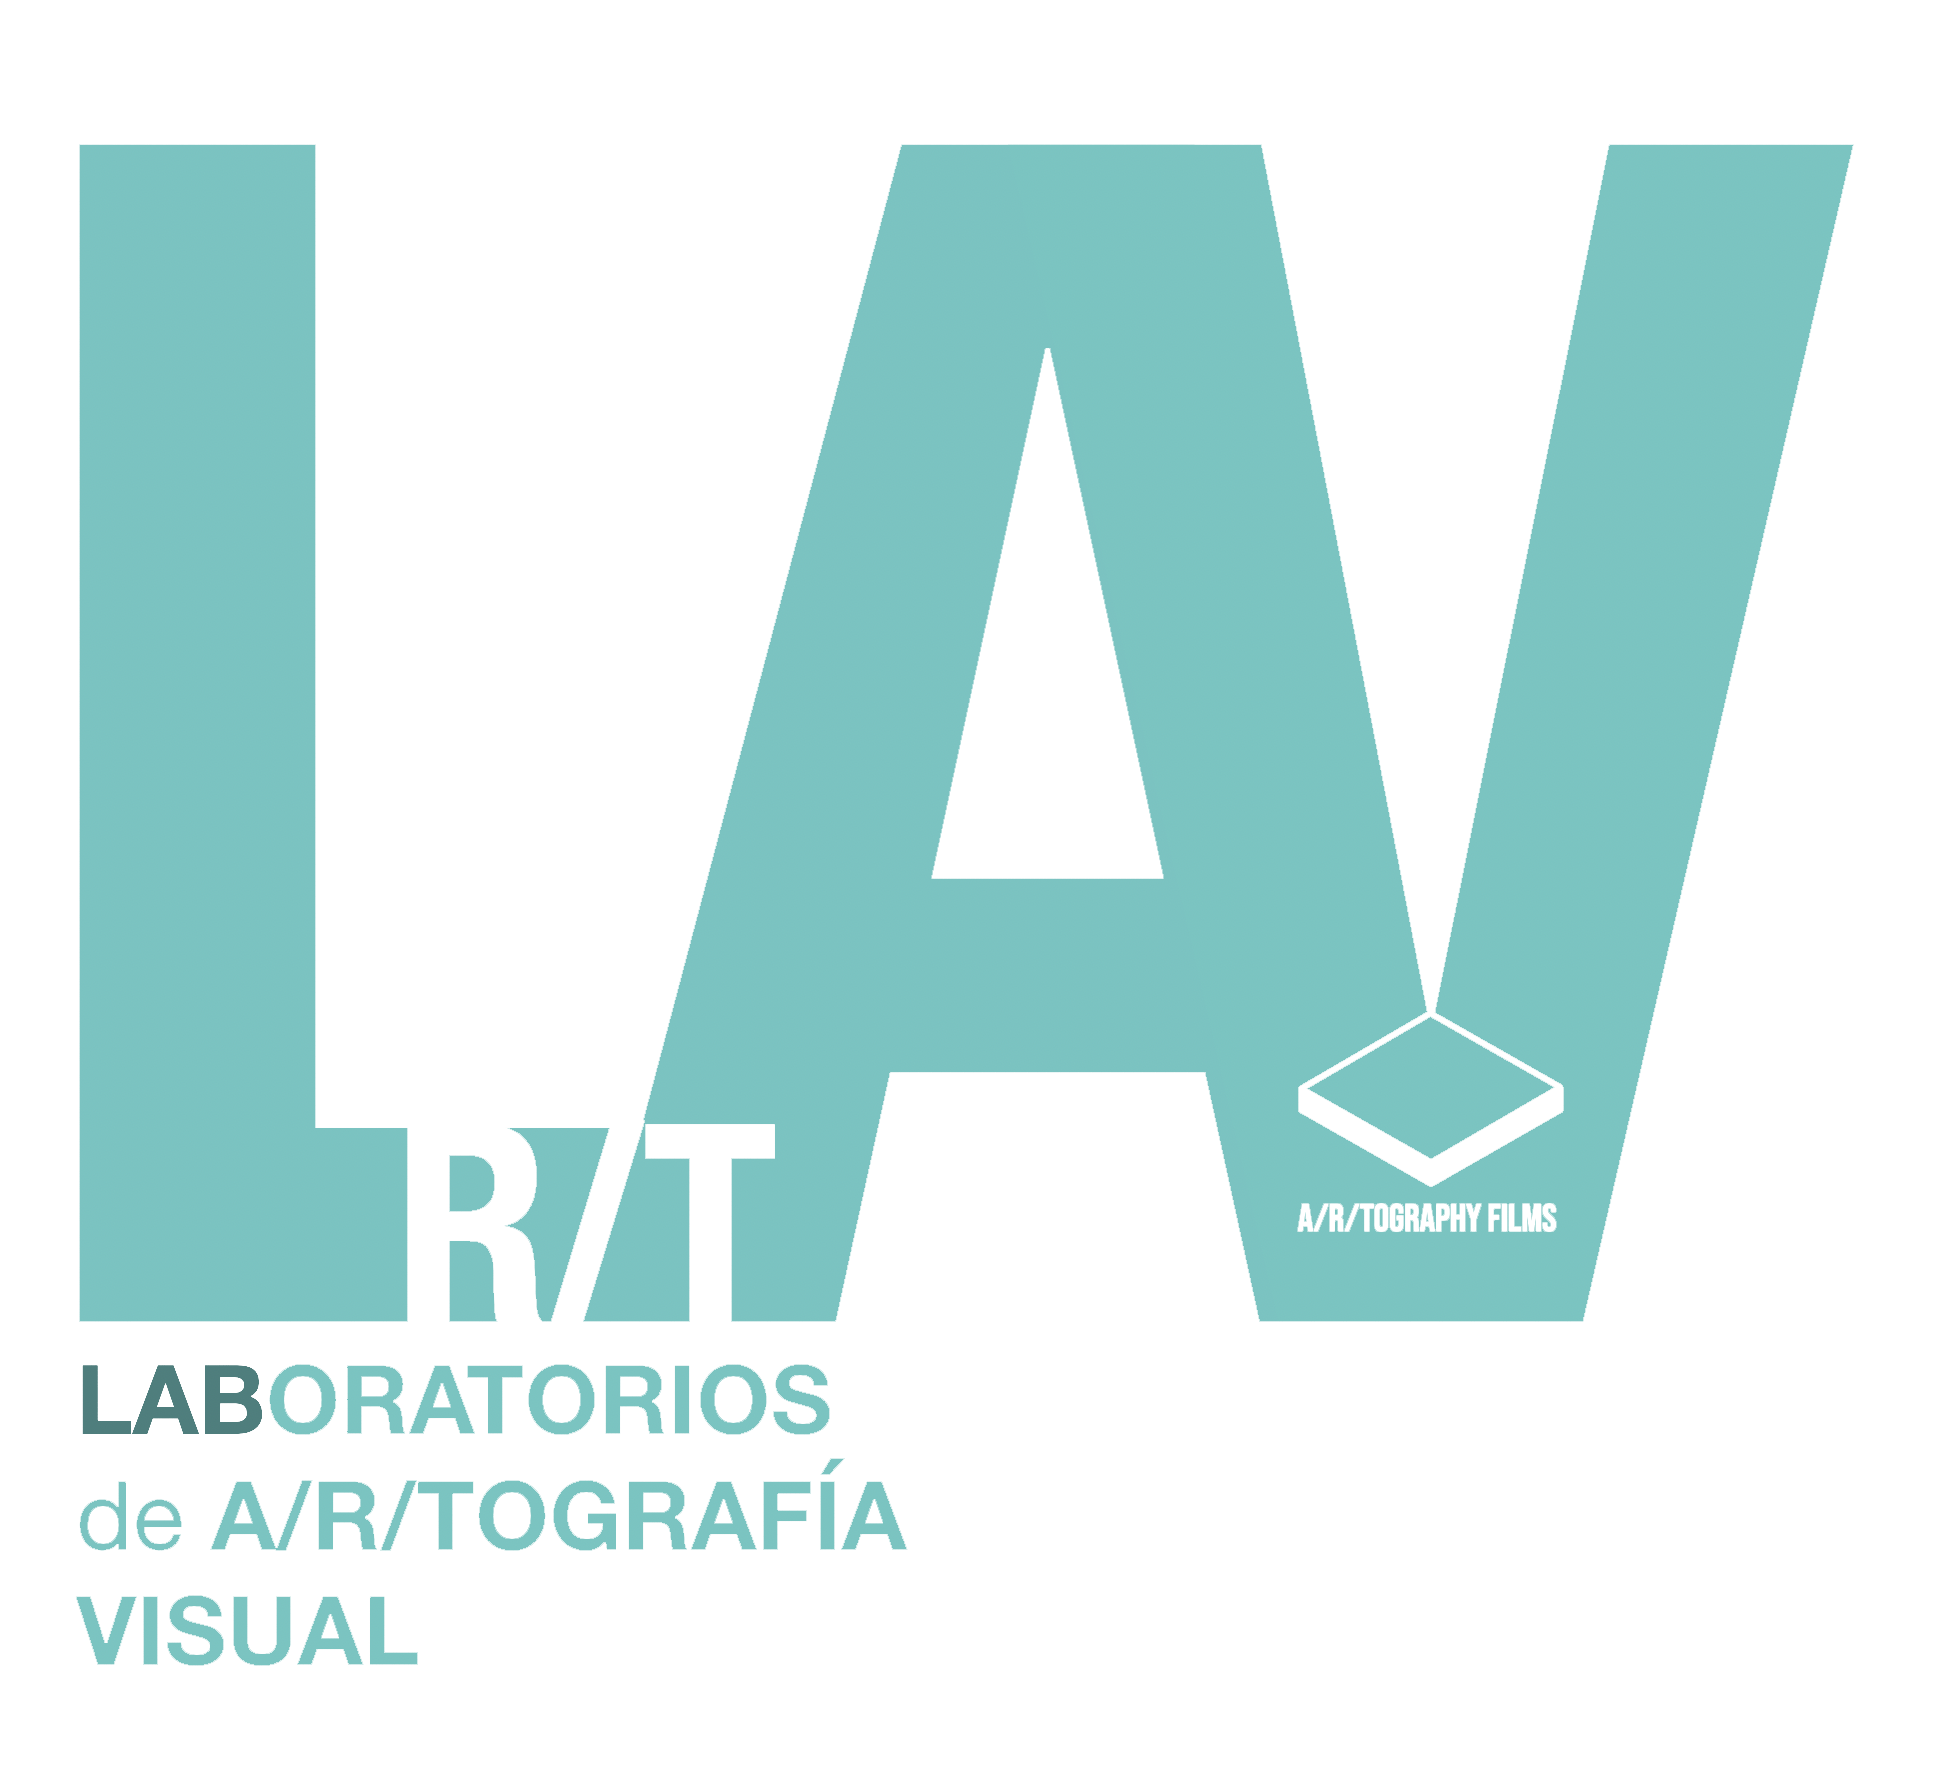 LAV
R/T
A/R/TOGRAPHY FILMS
LABORATORIOS
de A/R/TOGRAFÍA
VISUAL